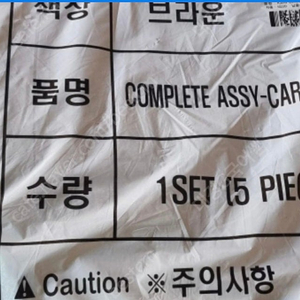 색상 브라운
품명 COMPLETE ASSY-CAR
수량 1SET (5 PIE
⚠ Caution ※주의사항